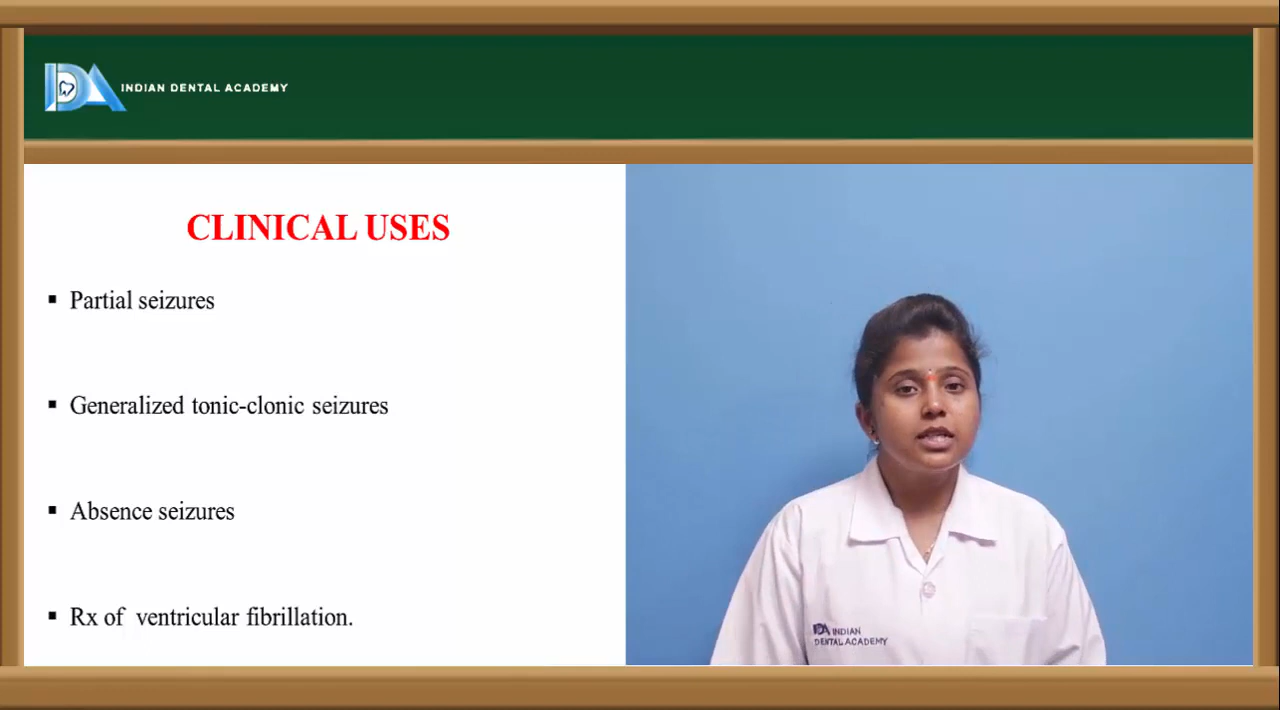 INDIAN DENTAL ACADEMY
CLINICAL USES
▪ Partial seizures
▪ Generalized tonic-clonic seizures
▪ Absence seizures
▪ Rx of ventricular fibrillation.
IDA INDIAN
DENTAL ACADEMY